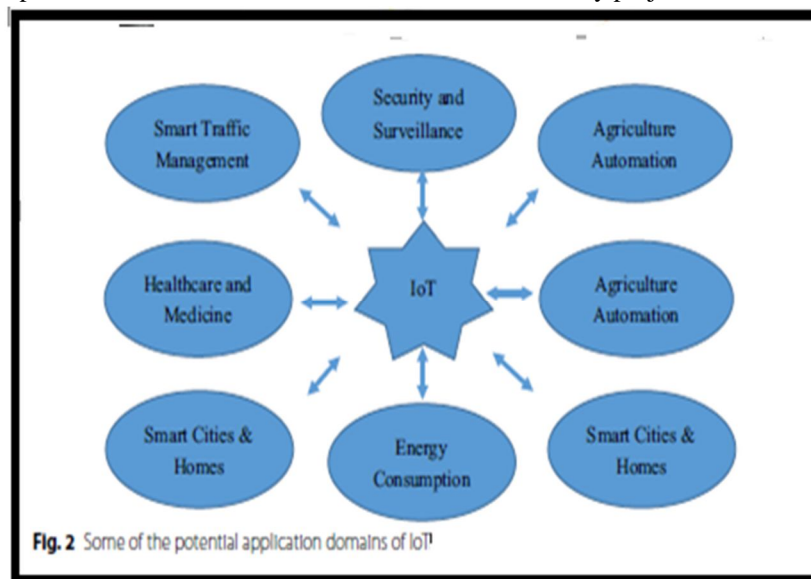 Security and
Surveillance
Smart Traffic
Management
Agriculture
Automation
Healthcare and
Medicine
IoT
Agriculture
Automation
Smart Cities &
Homes
Energy
Consumption
Smart Cities &
Homes
Fig. 2 Some of the potential application domains of IoT¹